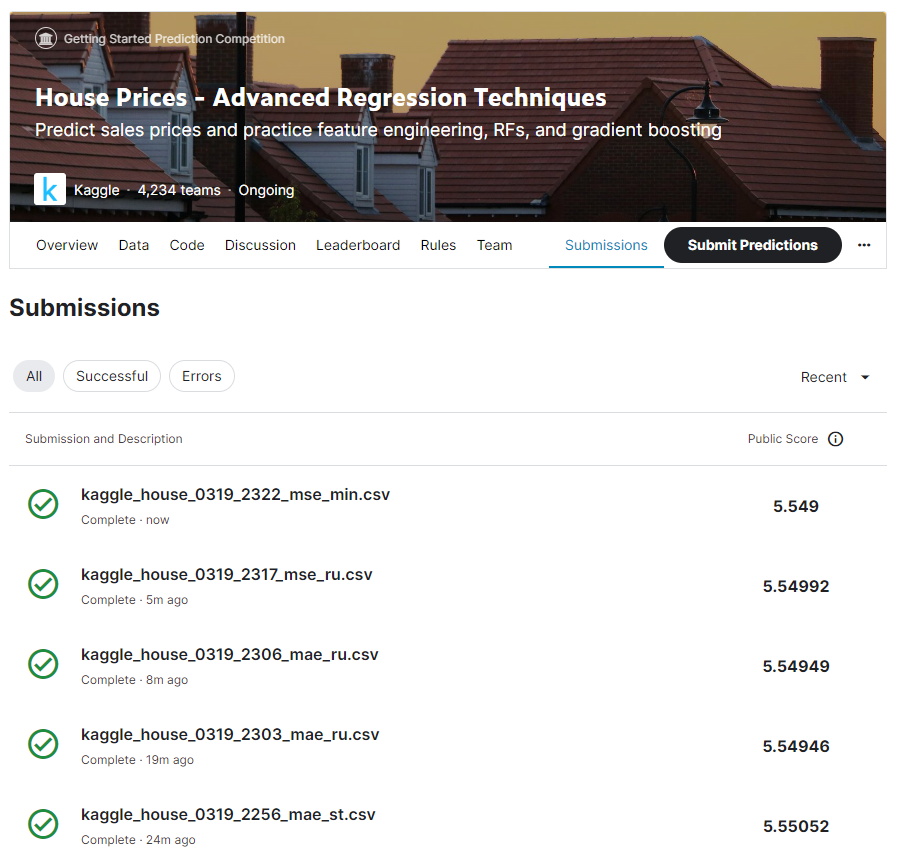 Getting Started Prediction Competition
House Prices - Advanced Regression Techniques
Predict sales prices and practice feature engineering, RFs, and gradient boosting
k Kaggle · 4,234 teams · Ongoing
Overview Data Code Discussion Leaderboard Rules Team Submissions Submit Predictions ...
Submissions
All Successful Errors Recent
Submission and Description Public Score
kaggle_house_0319_2322_mse_min.csv
Complete · now
5.549
kaggle_house_0319_2317_mse_ru.csv
Complete · 5m ago
5.54992
kaggle_house_0319_2306_mae_ru.csv
Complete · 8m ago
5.54949
kaggle_house_0319_2303_mae_ru.csv
Complete · 19m ago
5.54946
kaggle_house_0319_2256_mae_st.csv
Complete · 24m ago
5.55052